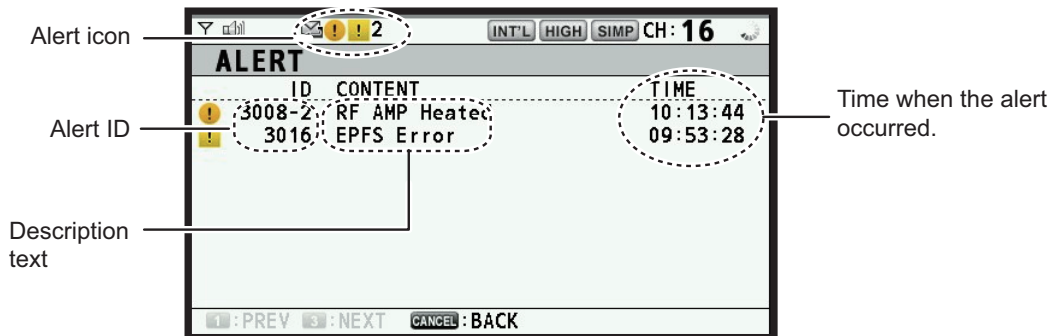 Alert icon
2 INT'L HIGH SIMP CH: 16
ALERT
ID CONTENT TIME
! 3008-2 RF AMP Heated 10:13:44
! 3016 EPFS Error 09:53:28
Alert ID
Time when the alert
occurred.
Description
text
1 :PREV 3 :NEXT CANCEL :BACK